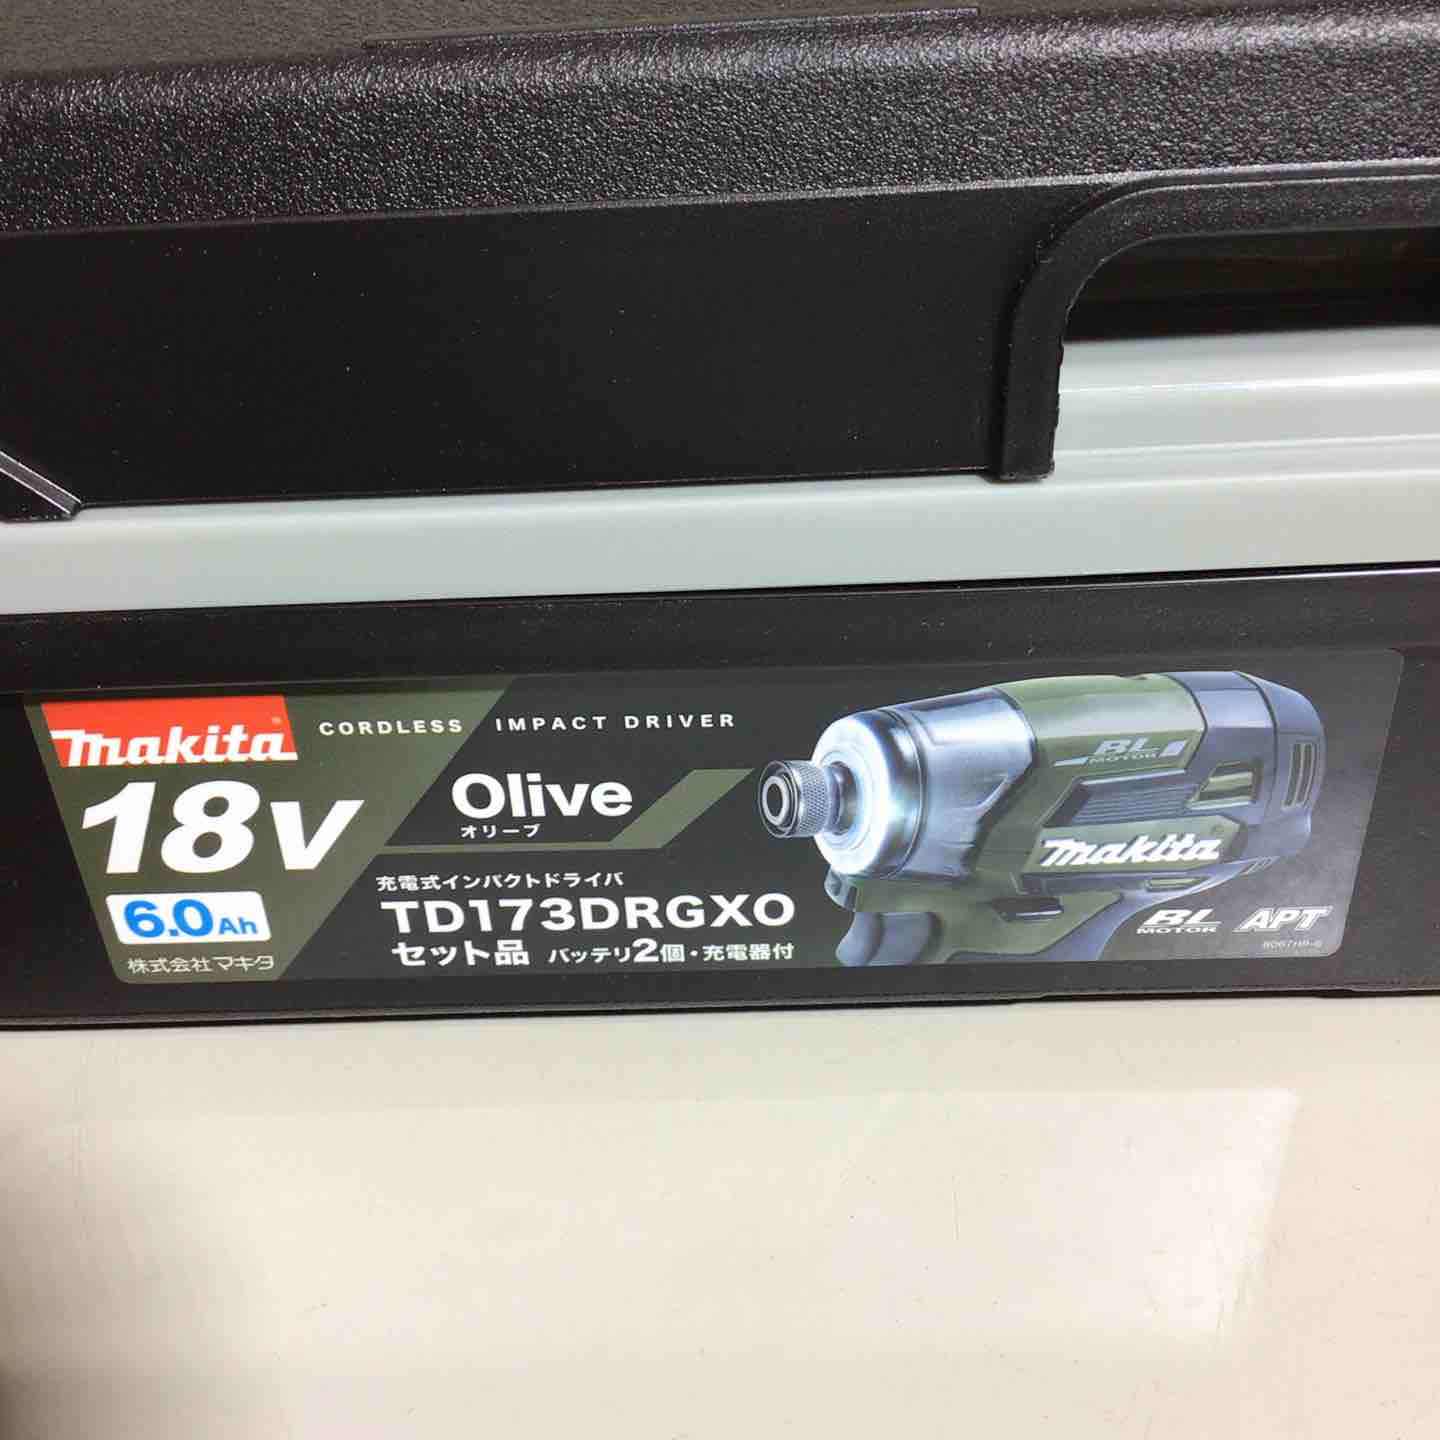 makita
CORDLESS IMPACT DRIVER
18V
Olive
オリーブ
6.0Ah
充電式インパクトドライバ
TD173DRGXO
セット品 バッテリ2個・充電器付
株式会社マキタ
BL
MOTOR
makita
BL
MOTOR
APT